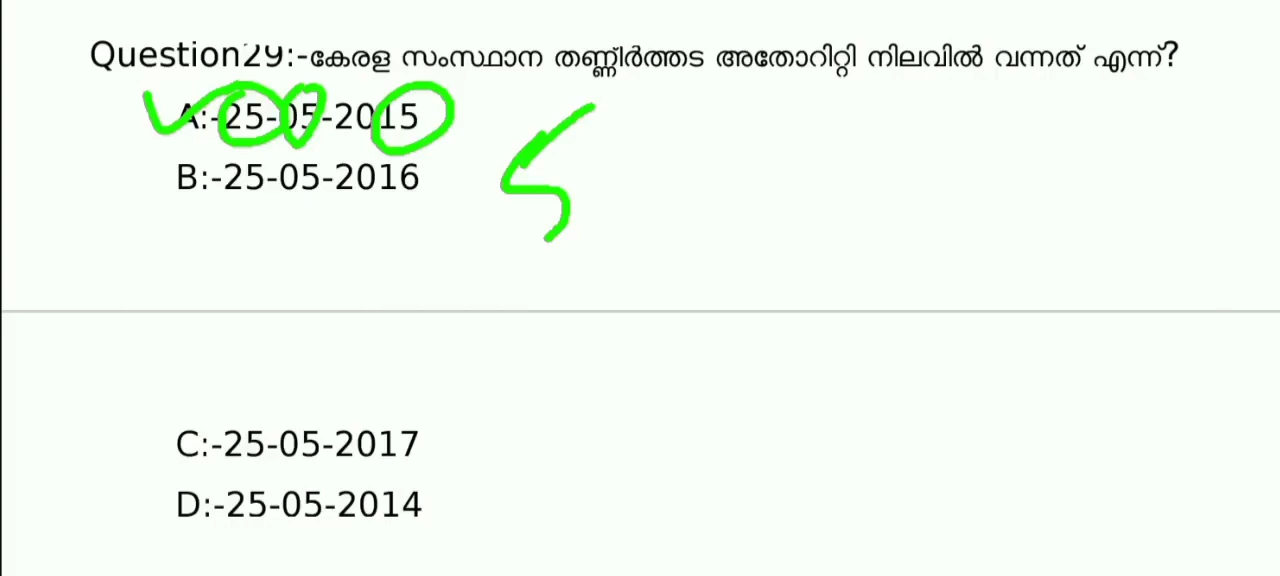 Question29:-കേരള സംസ്ഥാന തണ്ണീർത്തട അതോറിറ്റി നിലവിൽ വന്നത് എന്ന്?
A:-25-05-2015
B:-25-05-2016
5
C:-25-05-2017
D:-25-05-2014